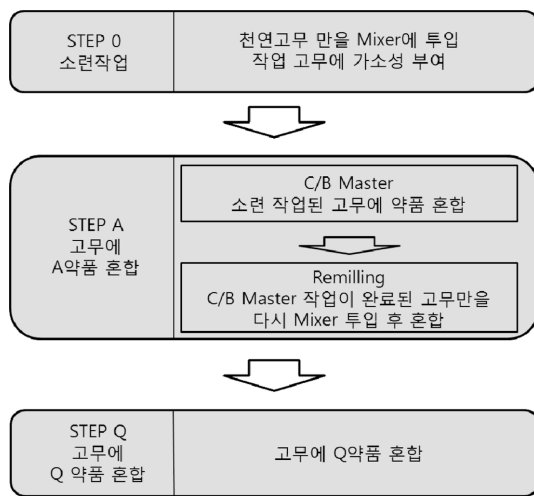 STEP 0
소련작업
천연고무 만을 Mixer에 투입
작업 고무에 가소성 부여
STEP A
고무에
A약품 혼합
C/B Master
소련 작업된 고무에 약품 혼합
Remilling
C/B Master 작업이 완료된 고무만을
다시 Mixer 투입 후 혼합
STEP Q
고무에
Q 약품 혼합
고무에 Q약품 혼합